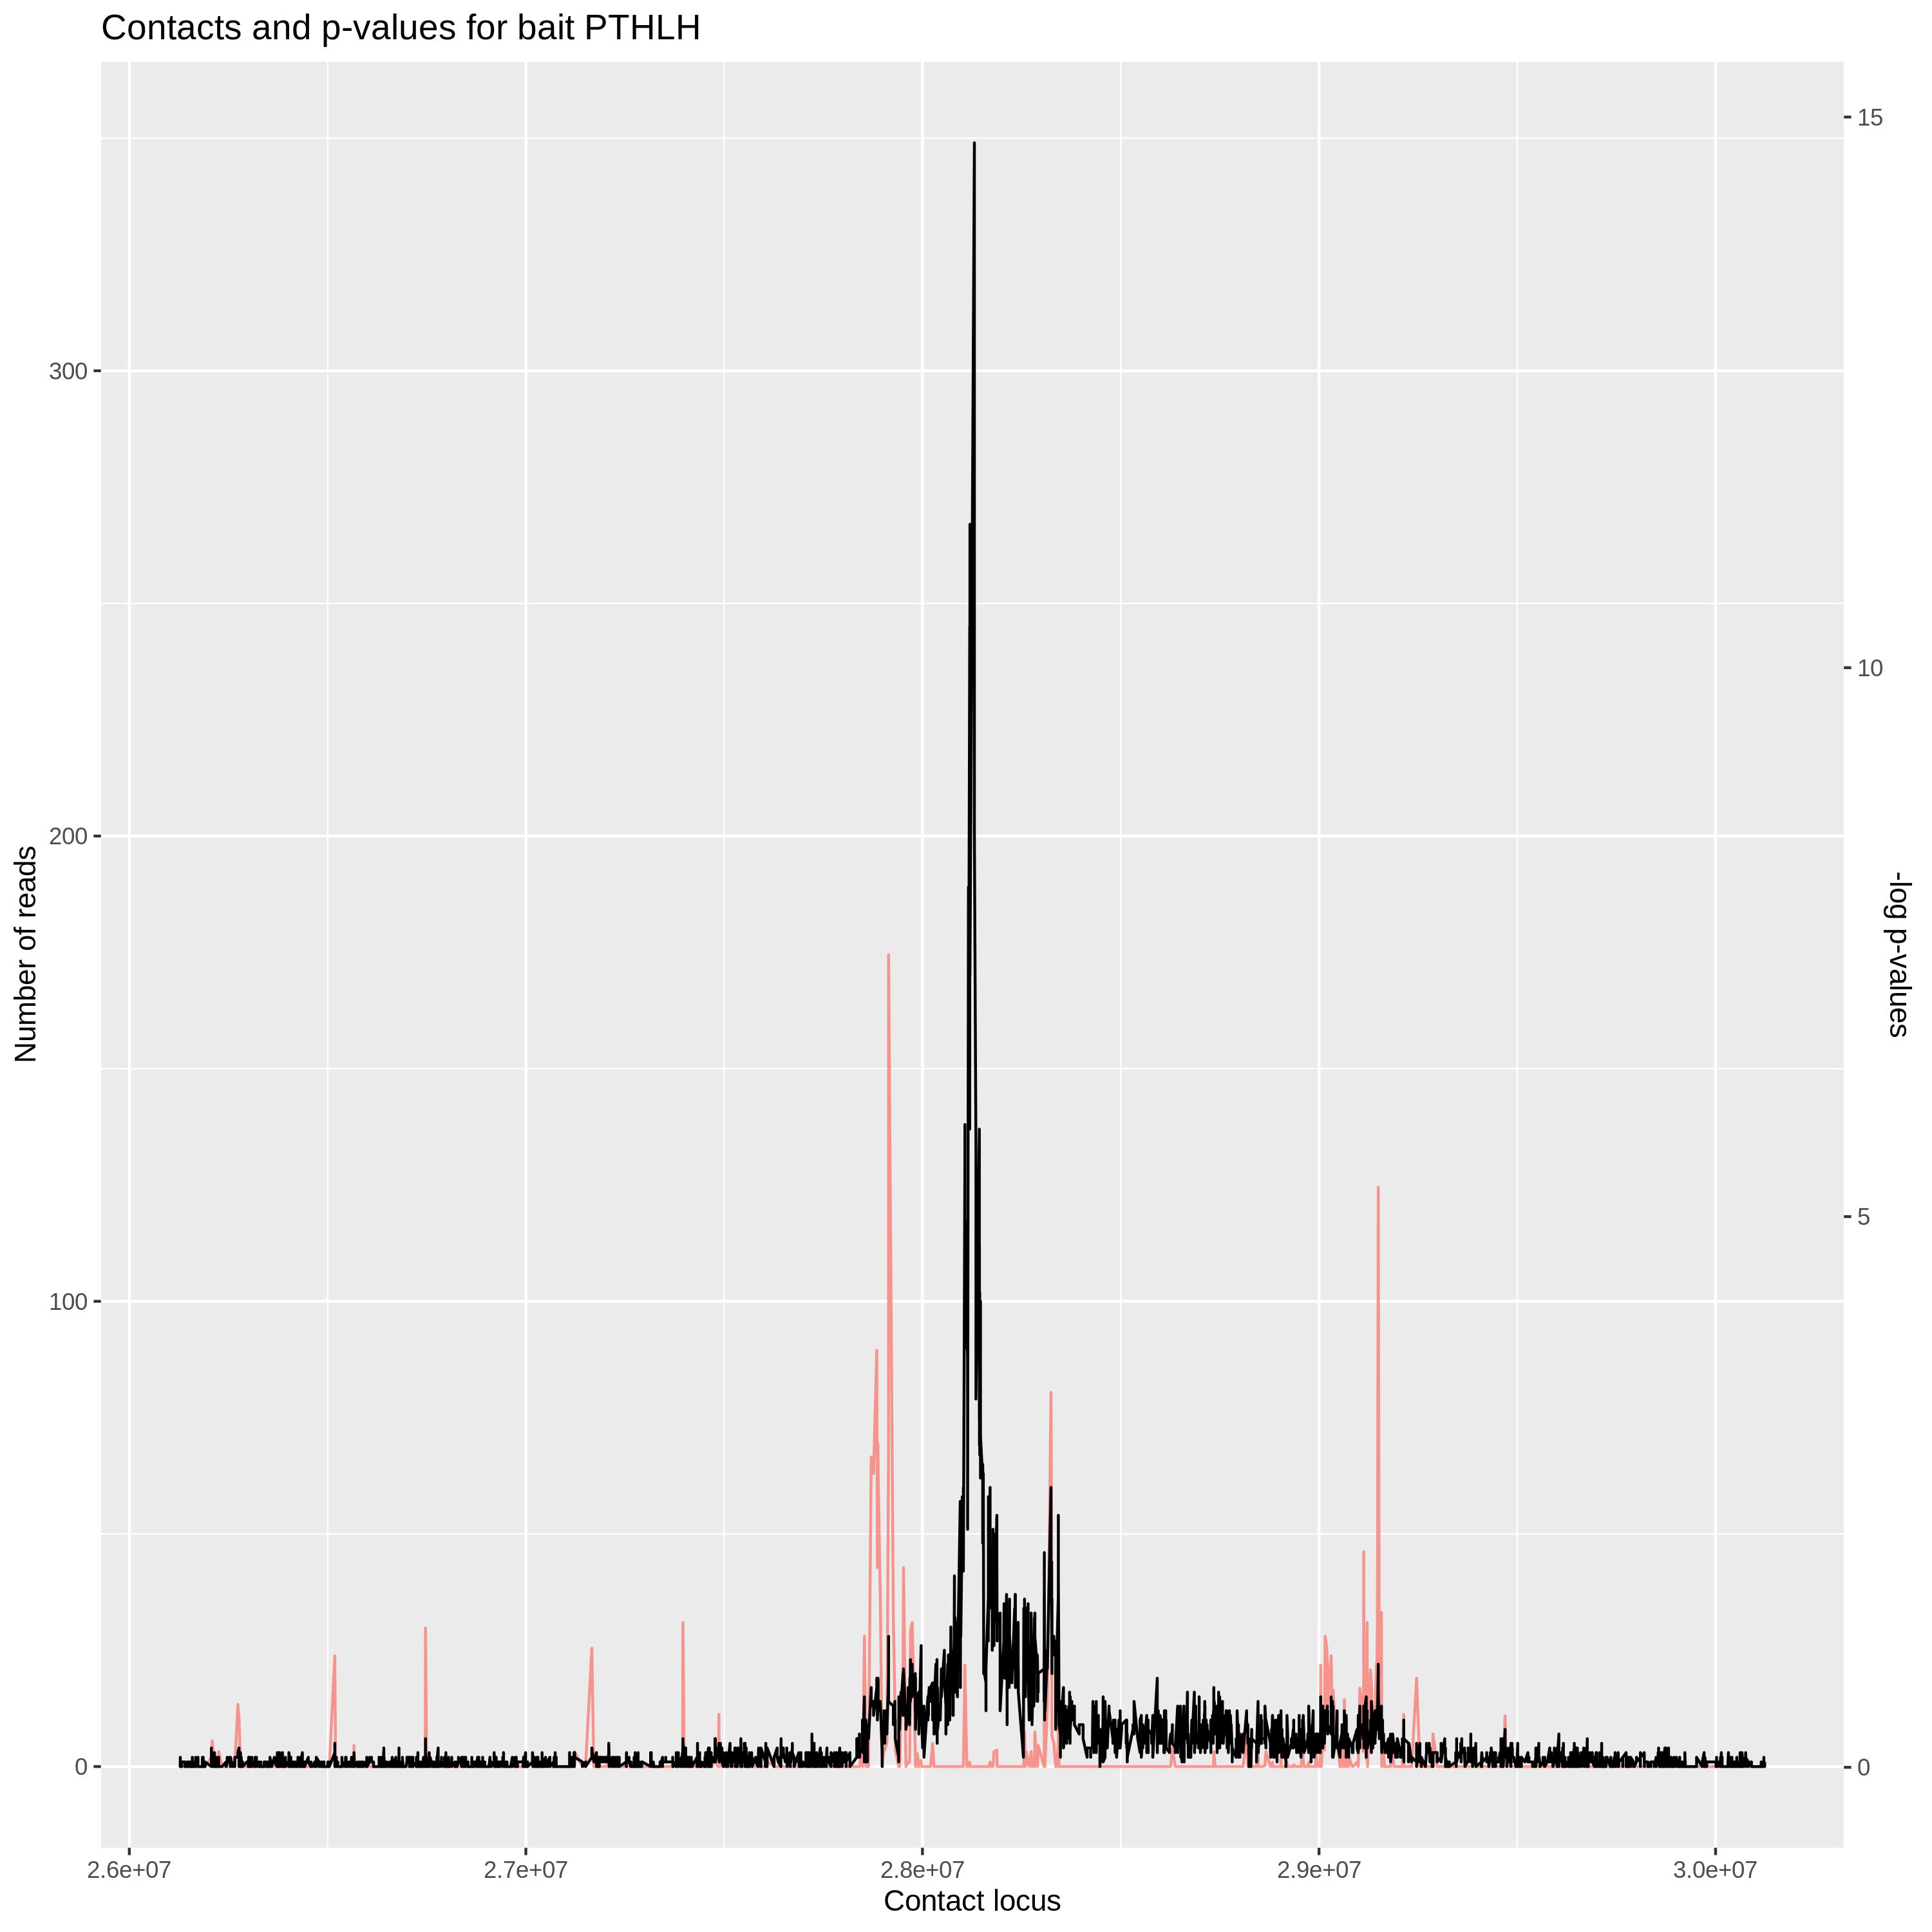 Contacts and p-values for bait PTHLH
15
300
10
200
Number of reads
-log p-values
5
100
0
0
2.6e+07
2.7e+07
2.8e+07
2.9e+07
3.0e+07
Contact locus